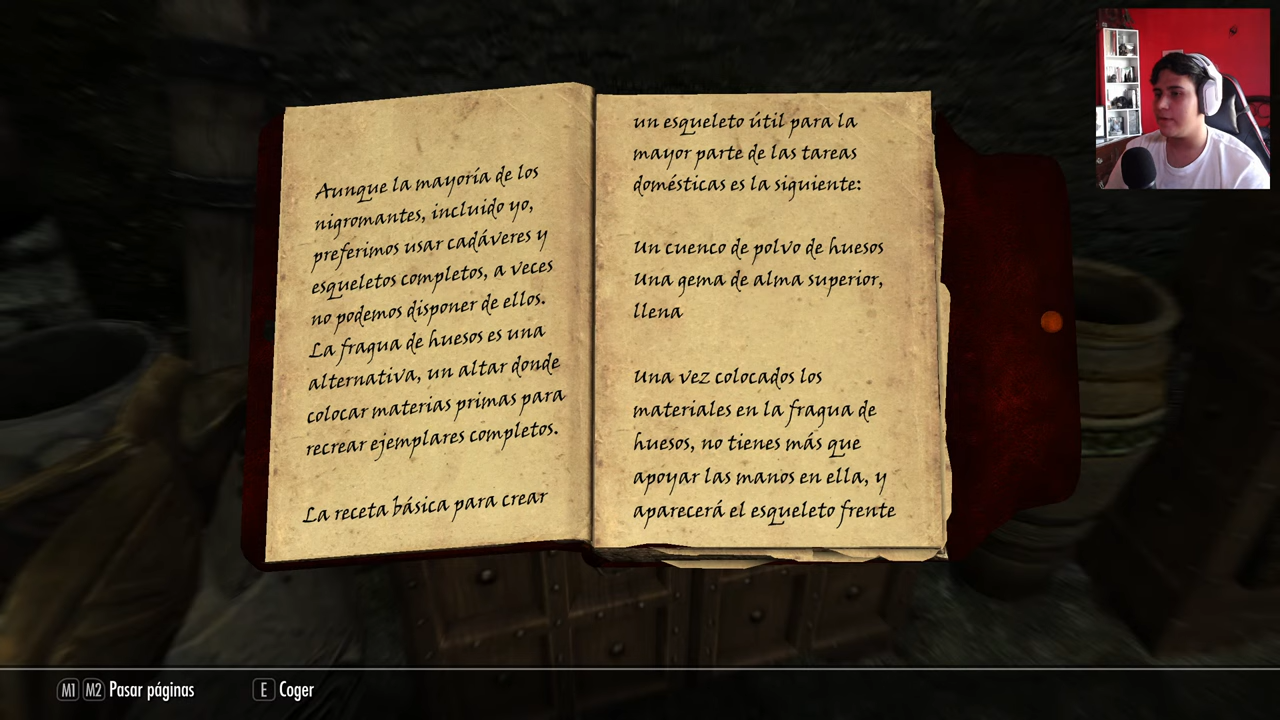 Aunque la mayoría de los
nigromantes, incluido yo,
preferimos usar cadáveres y
esqueletos completos, a veces
no podemos disponer de ellos.
La fragua de huesos es una
alternativa, un altar donde
colocar materias primas para
recrear ejemplares completos.
La receta básica para crear
un esqueleto útil para la
mayor parte de las tareas
domésticas es la siguiente:
Un cuenco de polvo de huesos
Una gema de alma superior,
llena
Una vez colocados los
materiales en la fragua de
huesos, no tienes más que
apoyar las manos en ella, y
aparecerá el esqueleto frente
M1 M2 Pasar páginas
E Coger